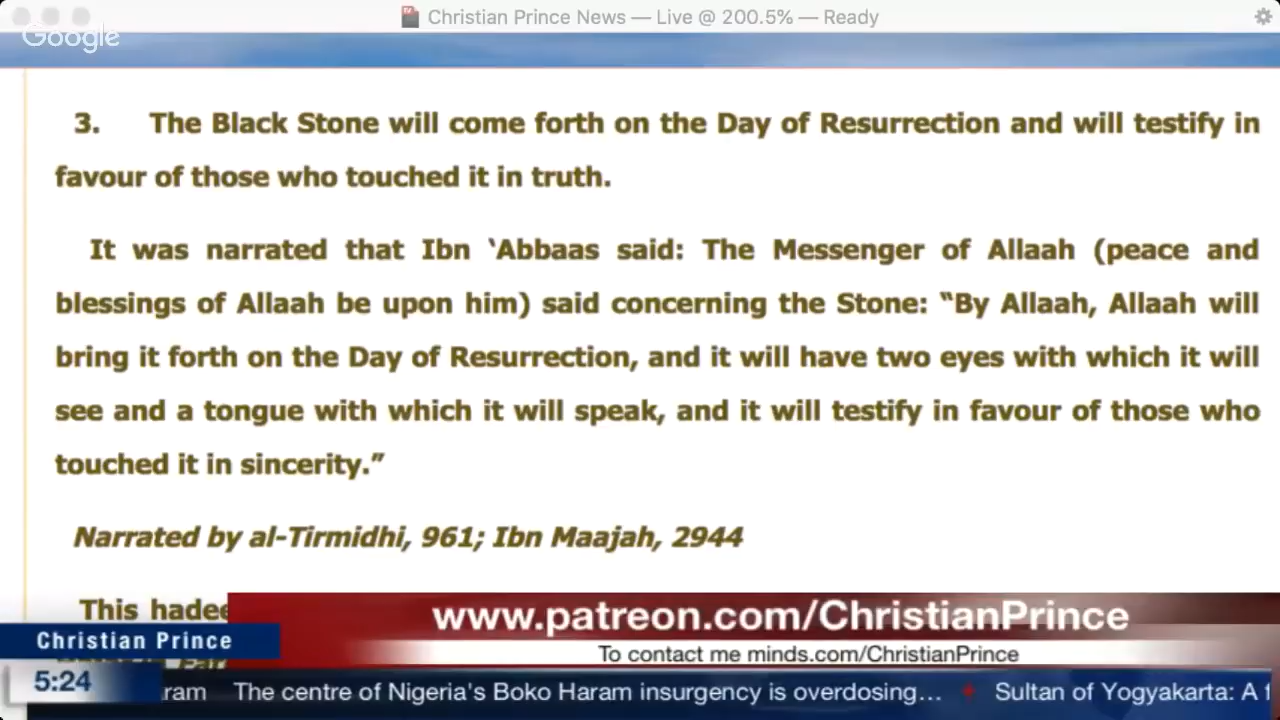 Christian Prince News — Live @ 200.5% — Ready
Google
3. The Black Stone will come forth on the Day of Resurrection and will testify in
favour of those who touched it in truth.
It was narrated that Ibn ‘Abbaas said: The Messenger of Allaah (peace and
blessings of Allaah be upon him) said concerning the Stone: “By Allaah, Allaah will
bring it forth on the Day of Resurrection, and it will have two eyes with which it will
see and a tongue with which it will speak, and it will testify in favour of those who
touched it in sincerity.”
Narrated by al-Tirmidhi, 961; Ibn Maajah, 2944
This
www.patreon.com/ChristianPrince
Christian Prince
To contact me minds.com/ChristianPrince
5:24
The centre of Nigeria's Boko Haram insurgency is overdosing... Sultan of Yogyakarta: A